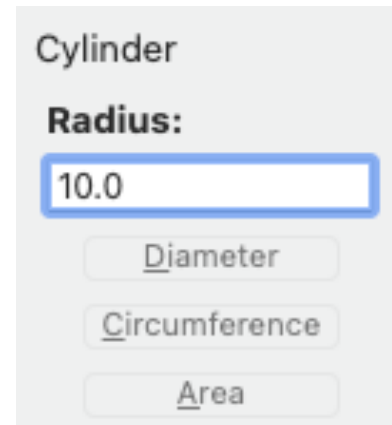 Cylinder
Radius:
10.0
Diameter
Circumference
Area